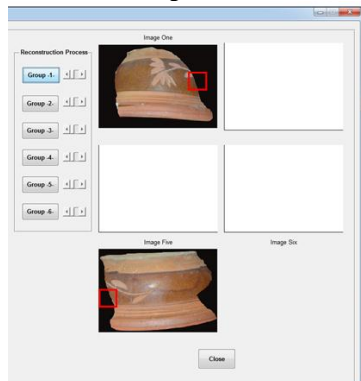 Image One
Reconstruction Process
Group -1-
Group -2-
Group -3-
Group -4-
Group -5-
Group -6-
Image Five
Image Six
Close